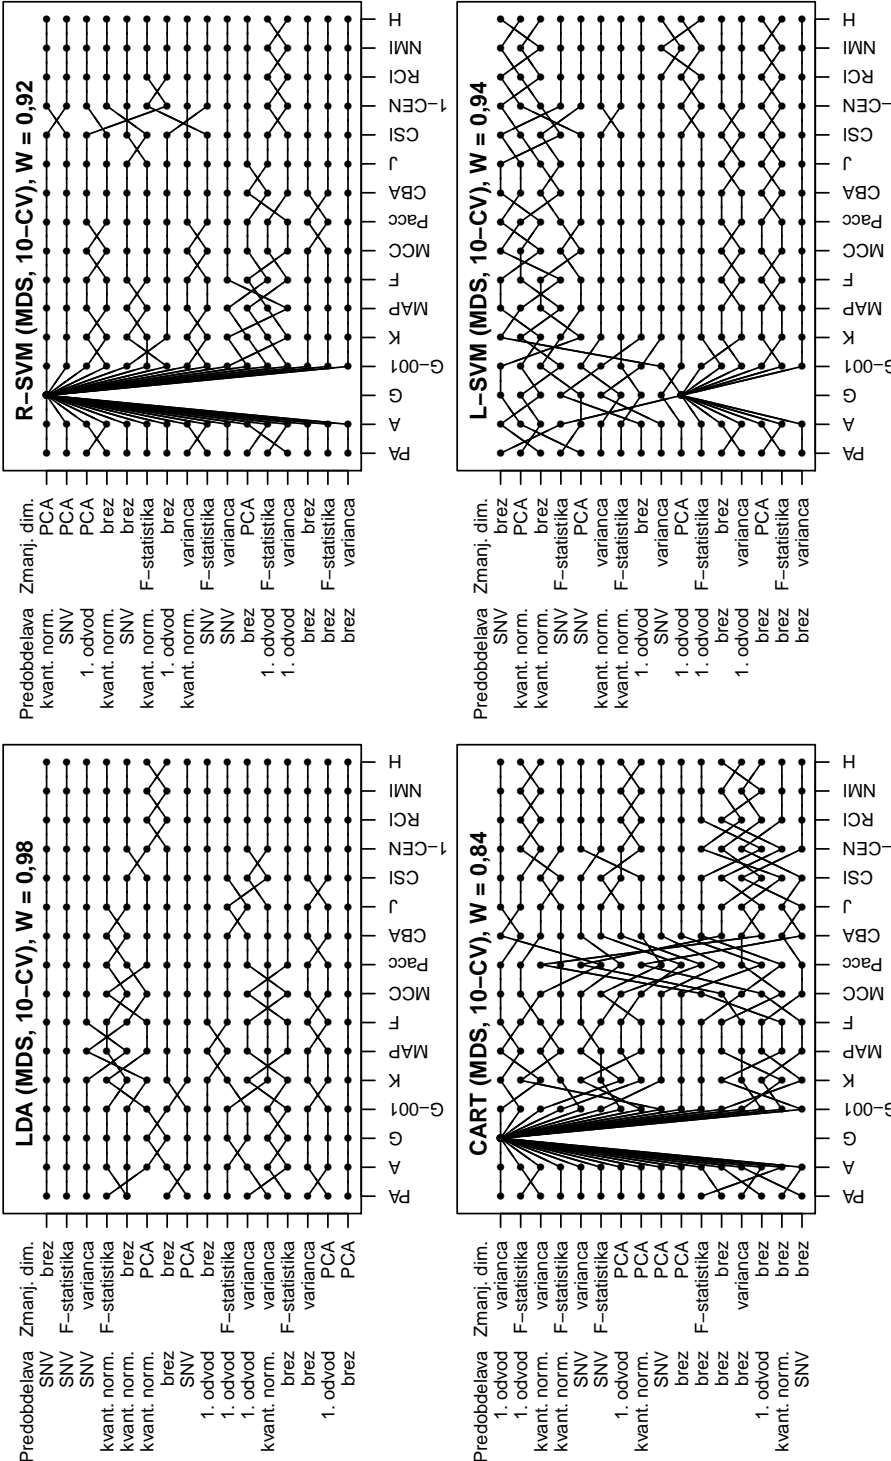 LDA (MDS, 10−CV), W = 0,98
Predobdelava Zmanj. dim.
SNV brez
SNV F−statistika
SNV varianca
kvant. norm. F−statistika
kvant. norm. brez
kvant. norm. PCA
brez brez
SNV PCA
1. odvod brez
1. odvod F−statistika
1. odvod varianca
kvant. norm. varianca
brez F−statistika
brez varianca
1. odvod PCA
brez PCA
PA
A
G
G−001
K
MAP
F
MCC
Pacc
CBA
J
CSI
1−CEN
RCI
NMI
H
R−SVM (MDS, 10−CV), W = 0,92
Predobdelava Zmanj. dim.
kvant. norm. PCA
SNV PCA
1. odvod PCA
kvant. norm. brez
SNV brez
kvant. norm. F−statistika
1. odvod brez
kvant. norm. varianca
SNV F−statistika
SNV varianca
brez PCA
1. odvod F−statistika
1. odvod varianca
brez brez
brez F−statistika
brez varianca
PA
A
G
G−001
K
MAP
F
MCC
Pacc
CBA
J
CSI
1−CEN
RCI
NMI
H
CART (MDS, 10−CV), W = 0,84
Predobdelava Zmanj. dim.
1. odvod varianca
1. odvod F−statistika
kvant. norm. varianca
kvant. norm. F−statistika
SNV varianca
SNV F−statistika
1. odvod PCA
kvant. norm. PCA
SNV PCA
brez PCA
brez F−statistika
brez brez
brez varianca
1. odvod brez
kvant. norm. brez
SNV brez
PA
A
G
G−001
K
MAP
F
MCC
Pacc
CBA
J
CSI
−CEN
RCI
NMI
H
L−SVM (MDS, 10−CV), W = 0,94
Predobdelava Zmanj. dim.
SNV brez
kvant. norm. PCA
kvant. norm. brez
SNV F−statistika
SNV PCA
kvant. norm. varianca
kvant. norm. F−statistika
1. odvod brez
SNV varianca
1. odvod PCA
1. odvod F−statistika
brez brez
1. odvod varianca
brez PCA
brez F−statistika
brez varianca
PA
A
G
G−001
K
MAP
F
MCC
Pacc
CBA
J
CSI
−CEN
RCI
NMI
H